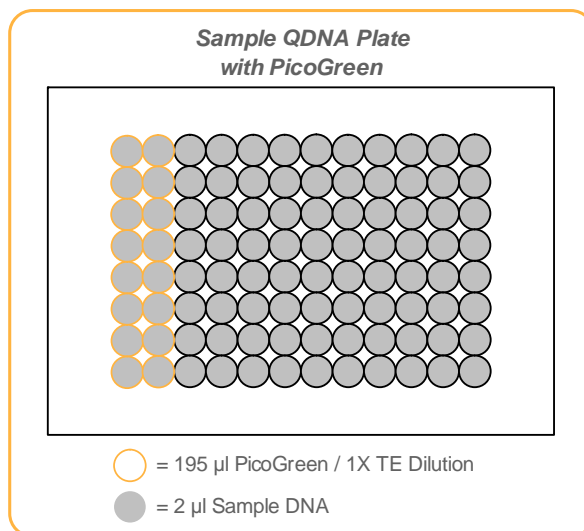 Sample QDNA Plate
with PicoGreen
= 195 µl PicoGreen / 1X TE Dilution
= 2 µl Sample DNA